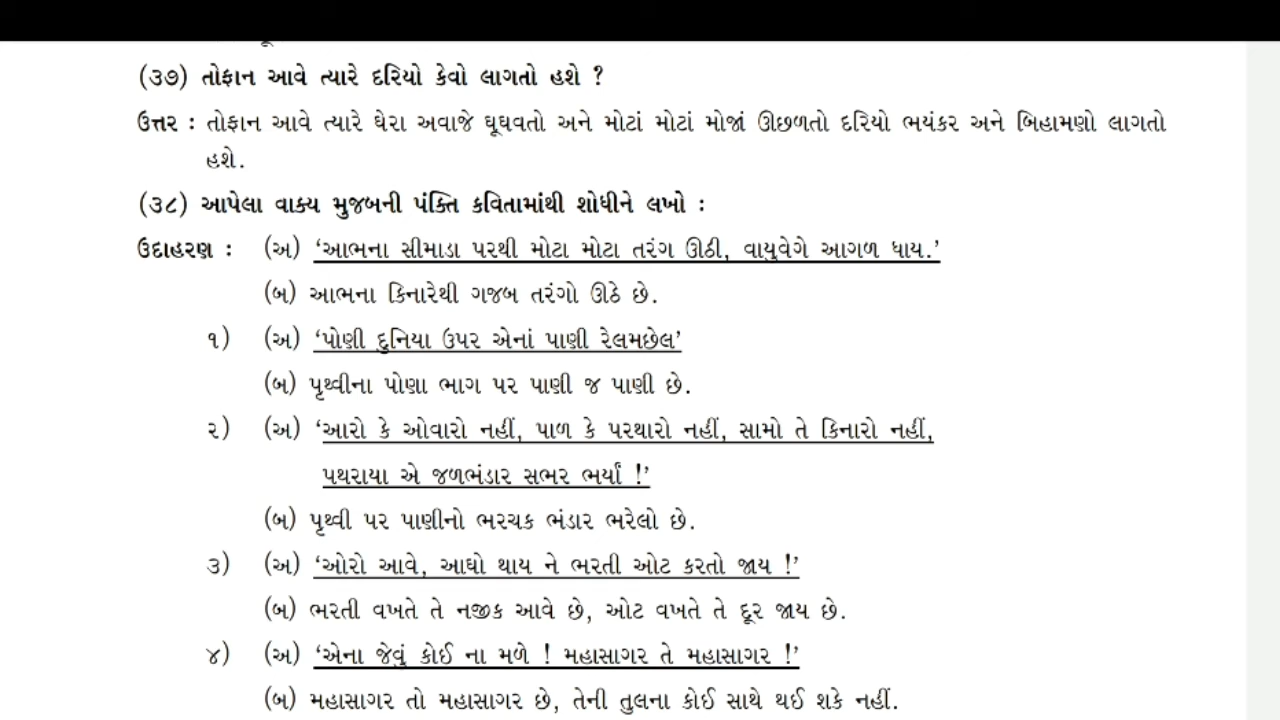 (૩૭) તોફાન આવે ત્યારે દરિયો કેવો લાગતો હશે ?
ઉત્તર : તોફાન આવે ત્યારે ઘેરા અવાજે ઘૂઘવતો અને મોટાં મોટાં મોજાં ઊછળતો દરિયો ભયંકર અને બિહામણો લાગતો
હશે.
(૩૮) આપેલા વાક્ય મુજબની પંક્તિ કવિતામાંથી શોધીને લખો :
ઉદાહરણ : (અ) ‘આભના સીમાડા પરથી મોટા મોટા તરંગ ઊઠી, વાયુવેગે આગળ ધાય.’
(બ) આભના કિનારેથી ગજબ તરંગો ઊઠે છે.
૧) (અ) ‘પોણી દુનિયા ઉપર એનાં પાણી રેલમછેલ’
(બ) પૃથ્વીના પોણા ભાગ પર પાણી જ પાણી છે.
૨) (અ) ‘આરો કે ઓવારો નહીં, પાળ કે પરથારો નહીં, સામો તે કિનારો નહીં,
પથરાયા એ જળભંડાર સભર ભર્યાં !’
(બ) પૃથ્વી પર પાણીનો ભરચક ભંડાર ભરેલો છે.
૩) (અ) ‘ઓરો આવે, આઘો થાય ને ભરતી ઓટ કરતો જાય !’
(બ) ભરતી વખતે તે નજીક આવે છે, ઓટ વખતે તે દૂર જાય છે.
૪) (અ) ‘એના જેવું કોઈ ના મળે ! મહાસાગર તે મહાસાગર !’
(બ) મહાસાગર તો મહાસાગર છે, તેની તુલના કોઈ સાથે થઈ શકે નહીં.